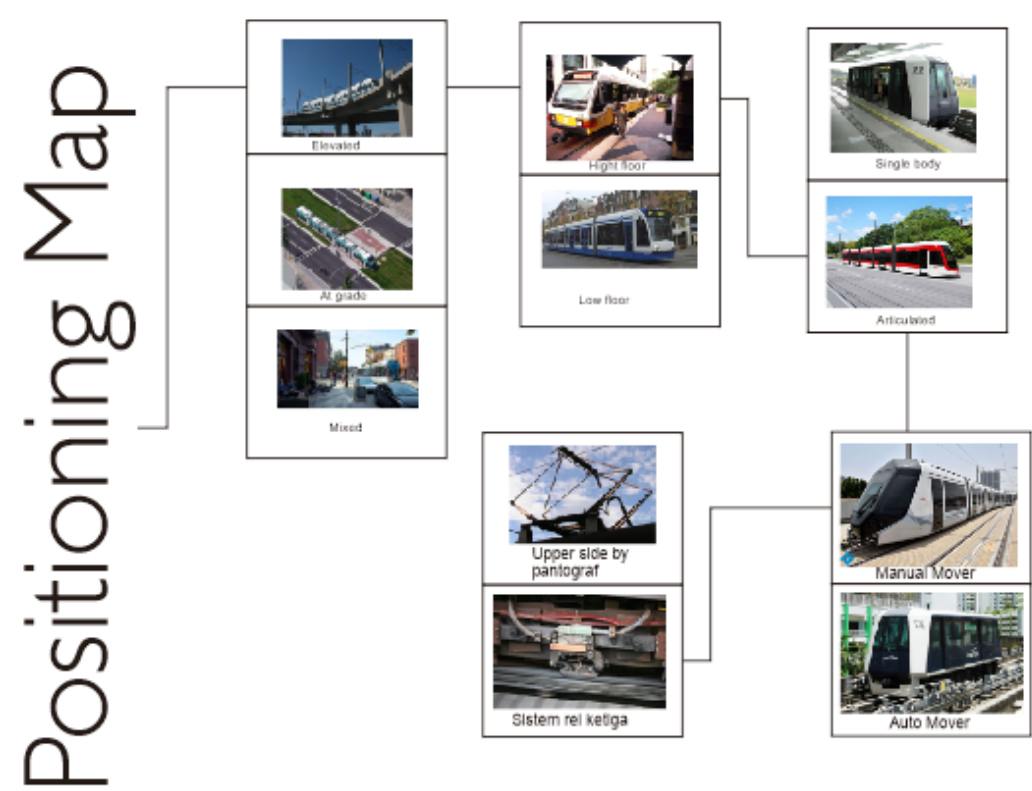 Positioning Map
Elevated
At grade
Mixed
Hight floor
Low floor
Single body
Articulated
Manual Mover
Auto Mover
Upper side by
pantograf
Sistem rel ketiga